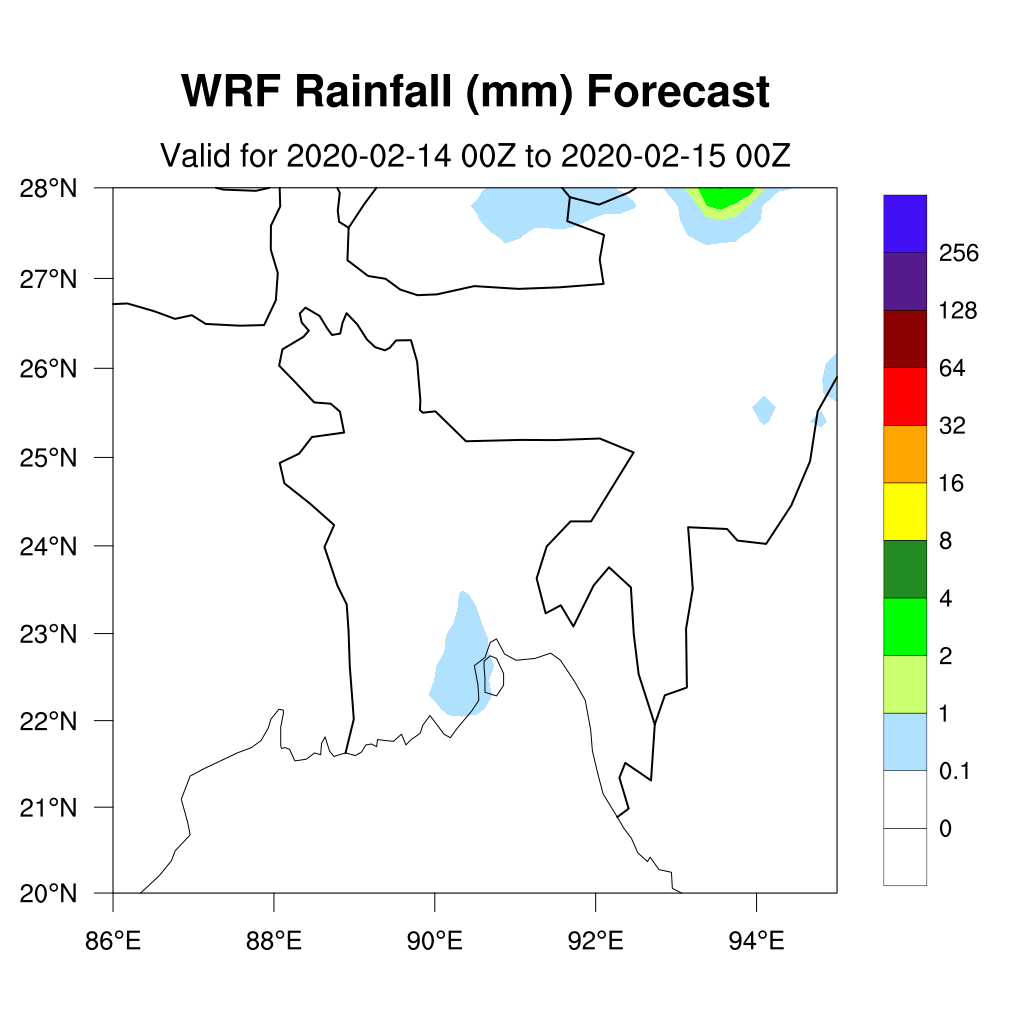 WRF Rainfall (mm) Forecast
Valid for 2020-02-14 00Z to 2020-02-15 00Z
28°N
27°N
26°N
25°N
24°N
23°N
22°N
21°N
20°N
86°E 88°E 90°E 92°E 94°E
256
128
64
32
16
8
4
2
1
0.1
0